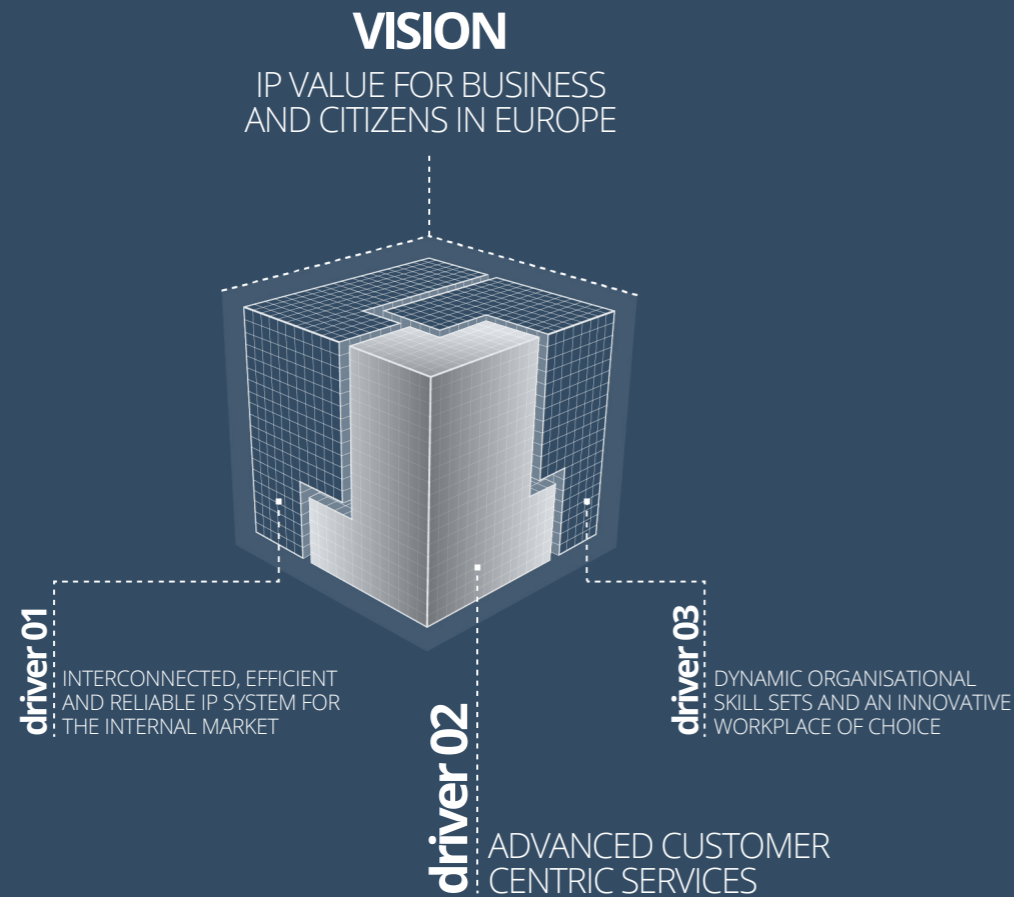 VISION
IP VALUE FOR BUSINESS
AND CITIZENS IN EUROPE
driver 01
INTERCONNECTED, EFFICIENT
AND RELIABLE IP SYSTEM FOR
THE INTERNAL MARKET
driver 02
ADVANCED CUSTOMER
CENTRIC SERVICES
driver 03
DYNAMIC ORGANISATIONAL
SKILL SETS AND AN INNOVATIVE
WORKPLACE OF CHOICE